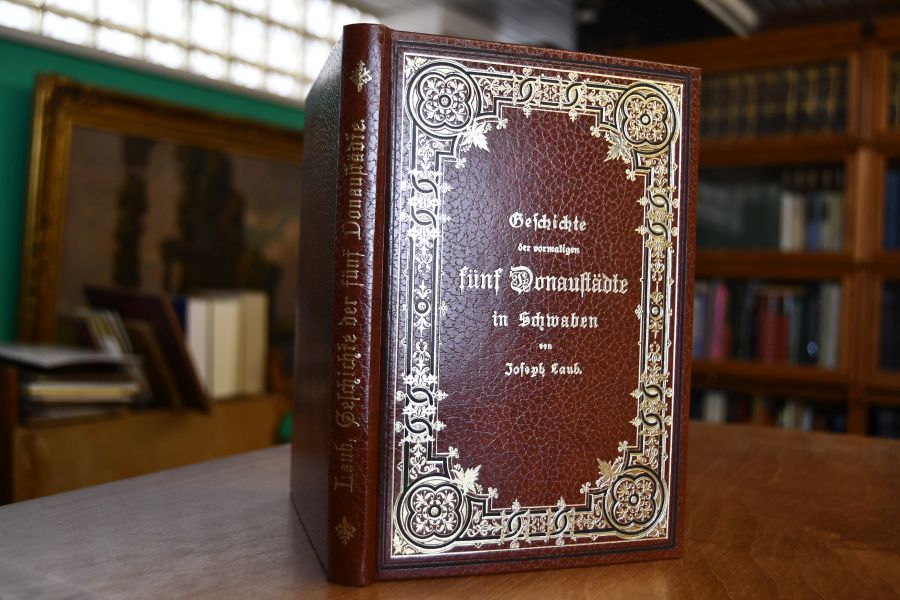 Geschichte
der vormaligen
fünf Donaustädte
in Schwaben
von
Joseph Laub.
Laub, Geschichte der fünf Donaustädte.